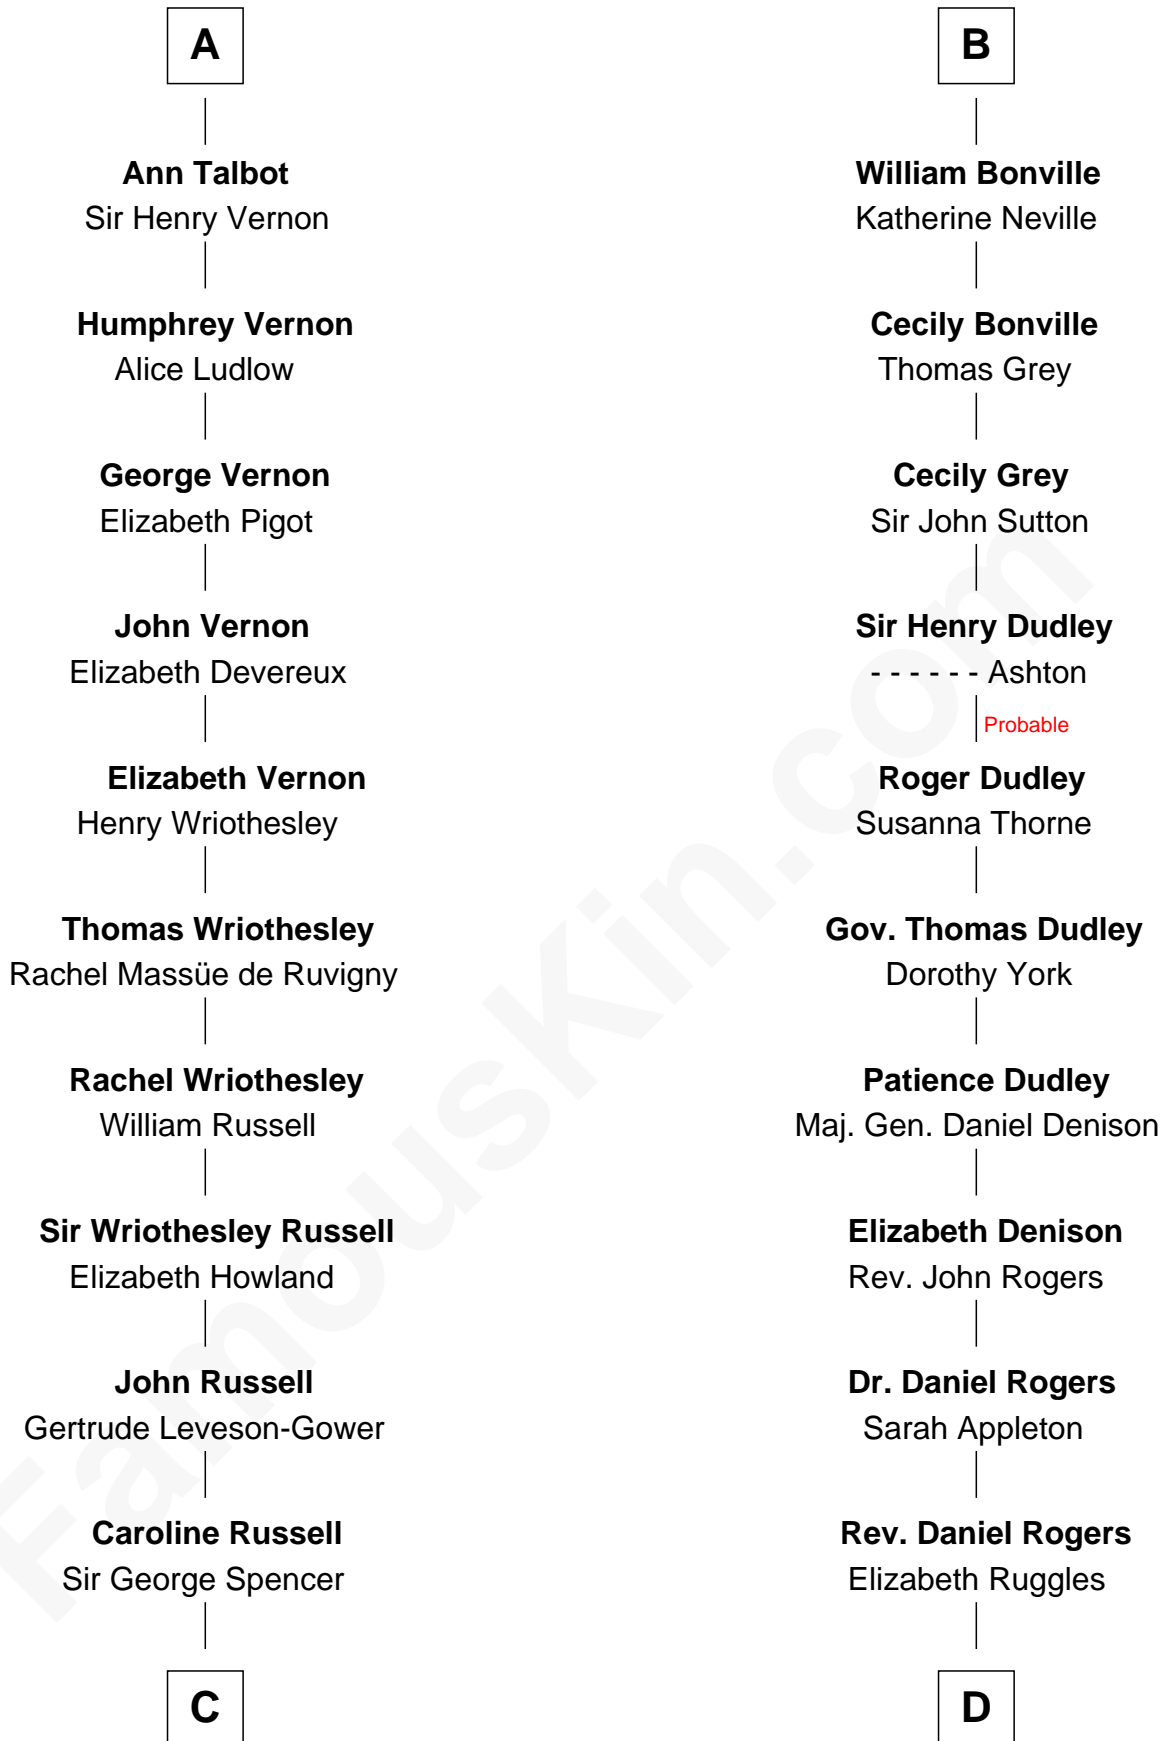 A
Ann Talbot
Sir Henry Vernon
Humphrey Vernon
Alice Ludlow
George Vernon
Elizabeth Pigot
John Vernon
Elizabeth Devereux
Elizabeth Vernon
Henry Wriothesley
Thomas Wriothesley
Rachel Massüe de Ruvigny
Rachel Wriothesley
William Russell
Sir Wriothesley Russell
Elizabeth Howland
John Russell
Gertrude Leveson-Gower
Caroline Russell
Sir George Spencer
C
B
William Bonville
Katherine Neville
Cecily Bonville
Thomas Grey
Cecily Grey
Sir John Sutton
Sir Henry Dudley
- - - - - - Ashton
Probable
Roger Dudley
Susanna Thorne
Gov. Thomas Dudley
Dorothy York
Patience Dudley
Maj. Gen. Daniel Denison
Elizabeth Denison
Rev. John Rogers
Dr. Daniel Rogers
Sarah Appleton
Rev. Daniel Rogers
Elizabeth Ruggles
D
FamousKin.com